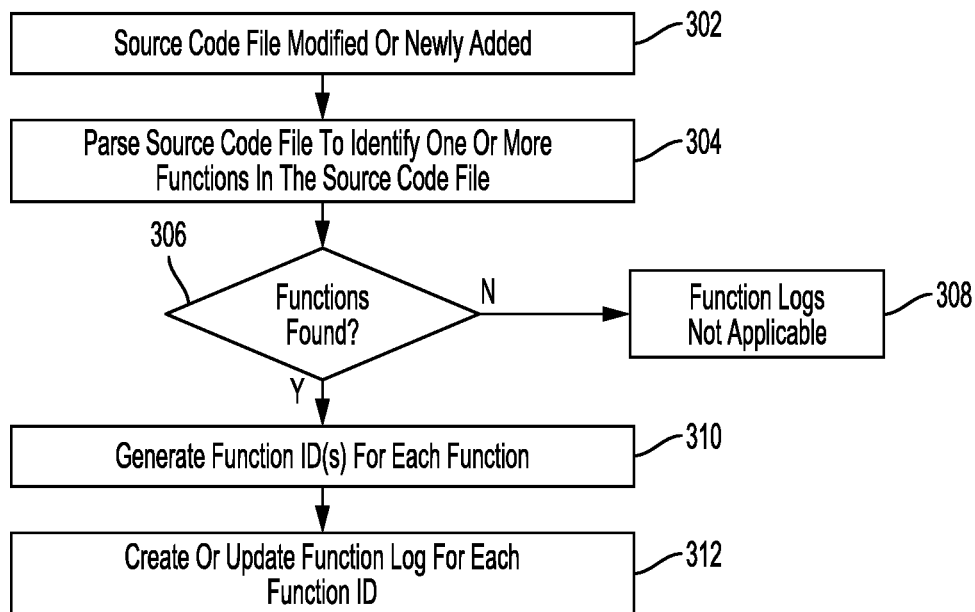 Source Code File Modified Or Newly Added
302
Parse Source Code File To Identify One Or More
Functions In The Source Code File
304
306
Functions
Found?
N
Function Logs
Not Applicable
308
Y
Generate Function ID(s) For Each Function
310
Create Or Update Function Log For Each
Function ID
312